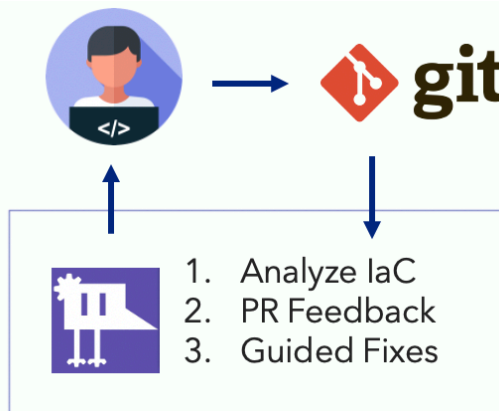 </>
git
1. Analyze IaC
2. PR Feedback
3. Guided Fixes